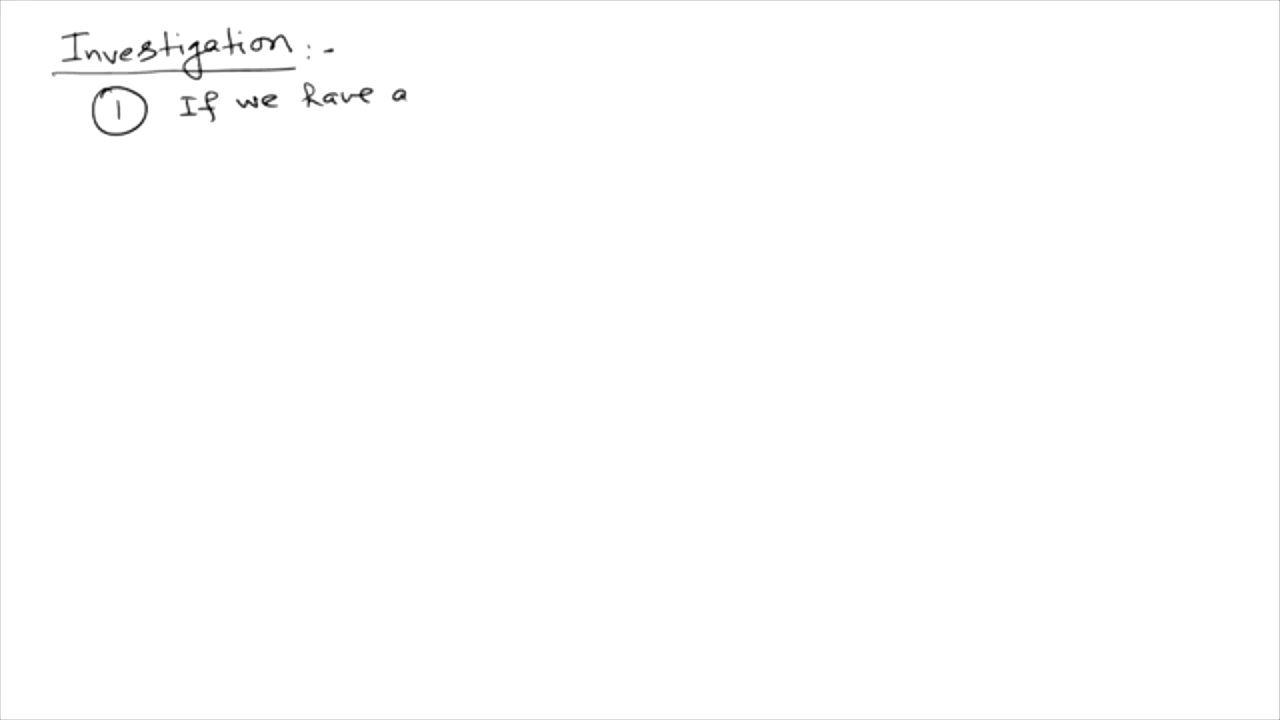 Investigation :-
① If we have a